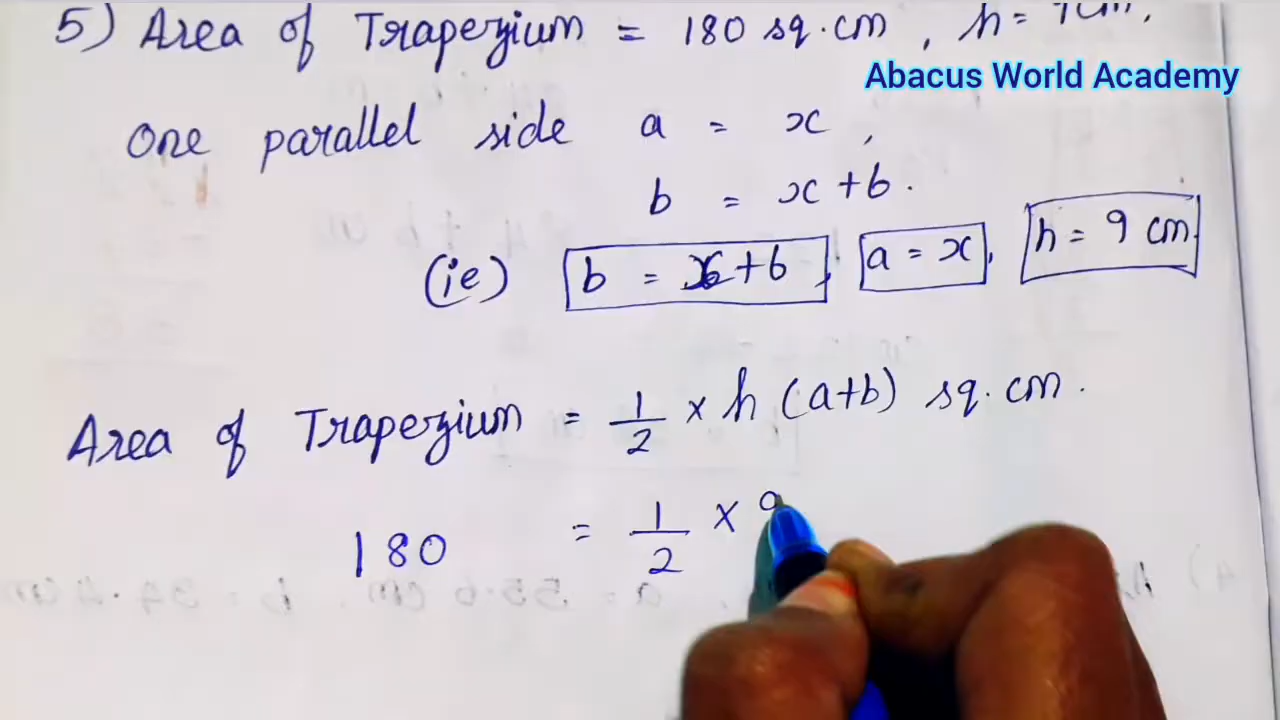 5) Area of Trapezium = 180 sq.cm, h = 9cm.
Abacus World Academy
One parallel side a = x,
b = x+6.
(ie) b = x+6, a = x, h = 9 cm.
Area of Trapezium = 1/2 × h (a+b) sq.cm.
180 = 1/2 × 9